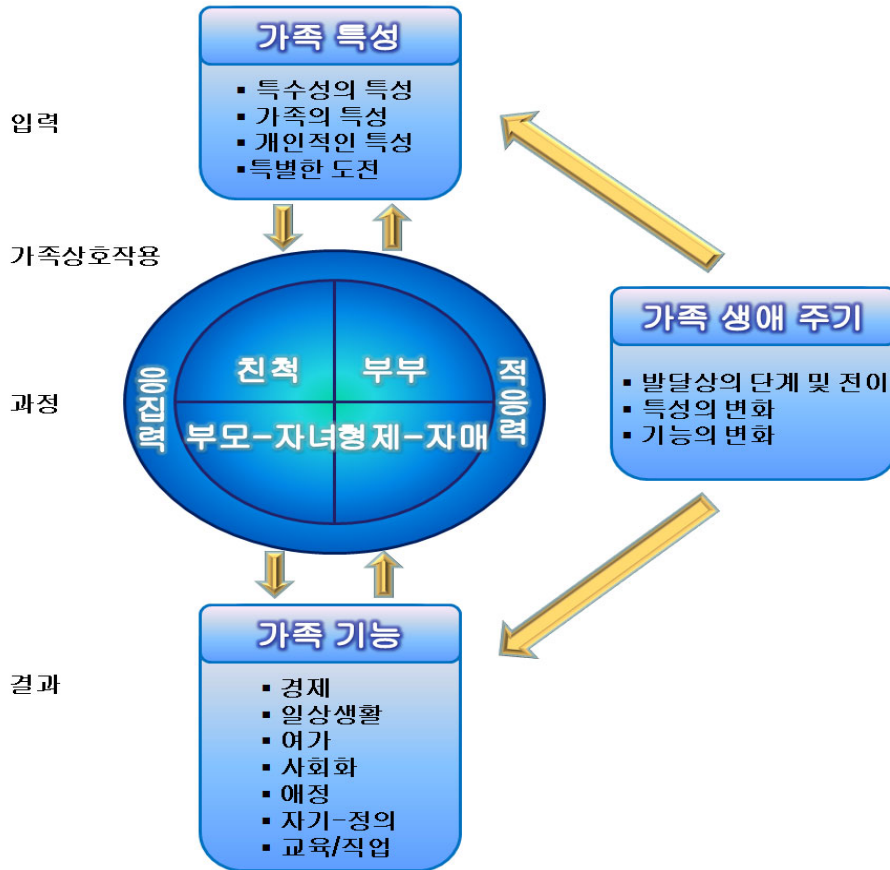 가족 특성
▪ 특수성의 특성
▪ 가족의 특성
▪ 개인적인 특성
▪특별한 도전
입력
가족상호작용
과정
응집력
친척
부부
적응력
부모-자녀
형제-자매
가족 생애 주기
▪ 발달상의 단계 및 전이
▪ 특성의 변화
▪ 기능의 변화
결과
가족 기능
▪ 경제
▪ 일상생활
▪ 여가
▪ 사회화
▪ 애정
▪ 자기-정의
▪ 교육/직업